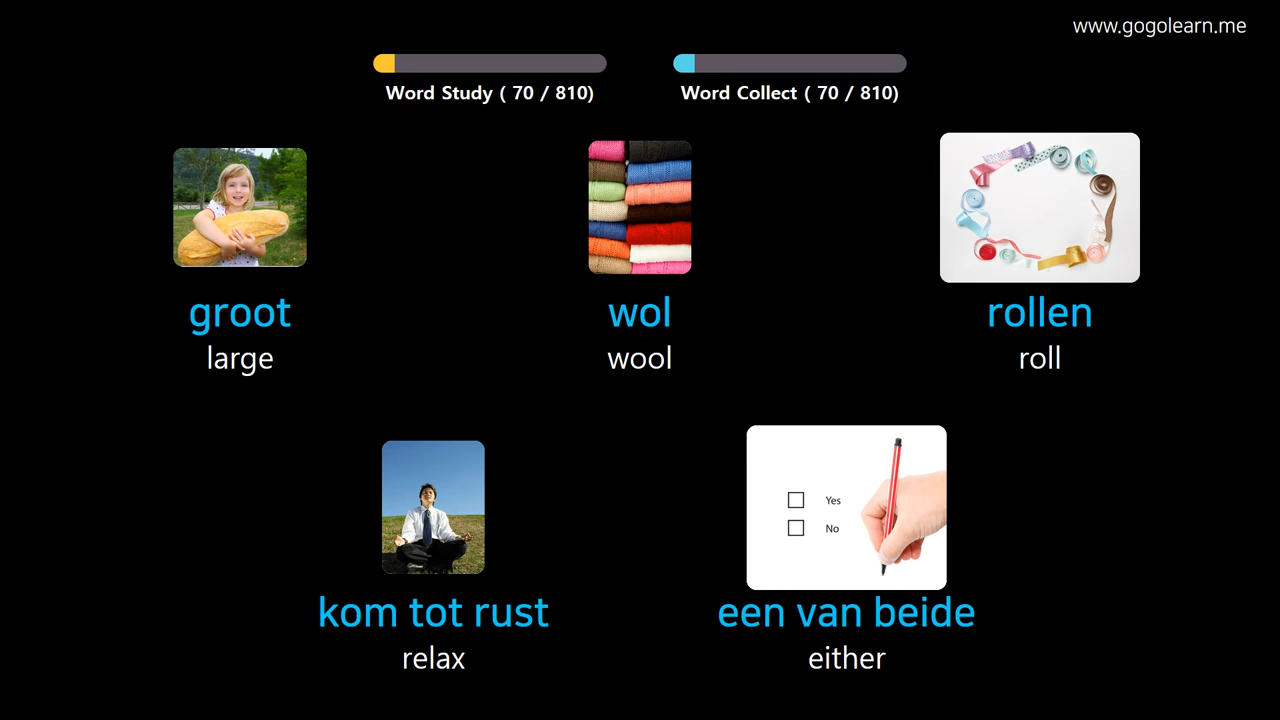 www.gogolearn.me
Word Study ( 70 / 810)
Word Collect ( 70 / 810)
groot
large
wol
wool
rollen
roll
Yes
No
kom tot rust
relax
een van beide
either